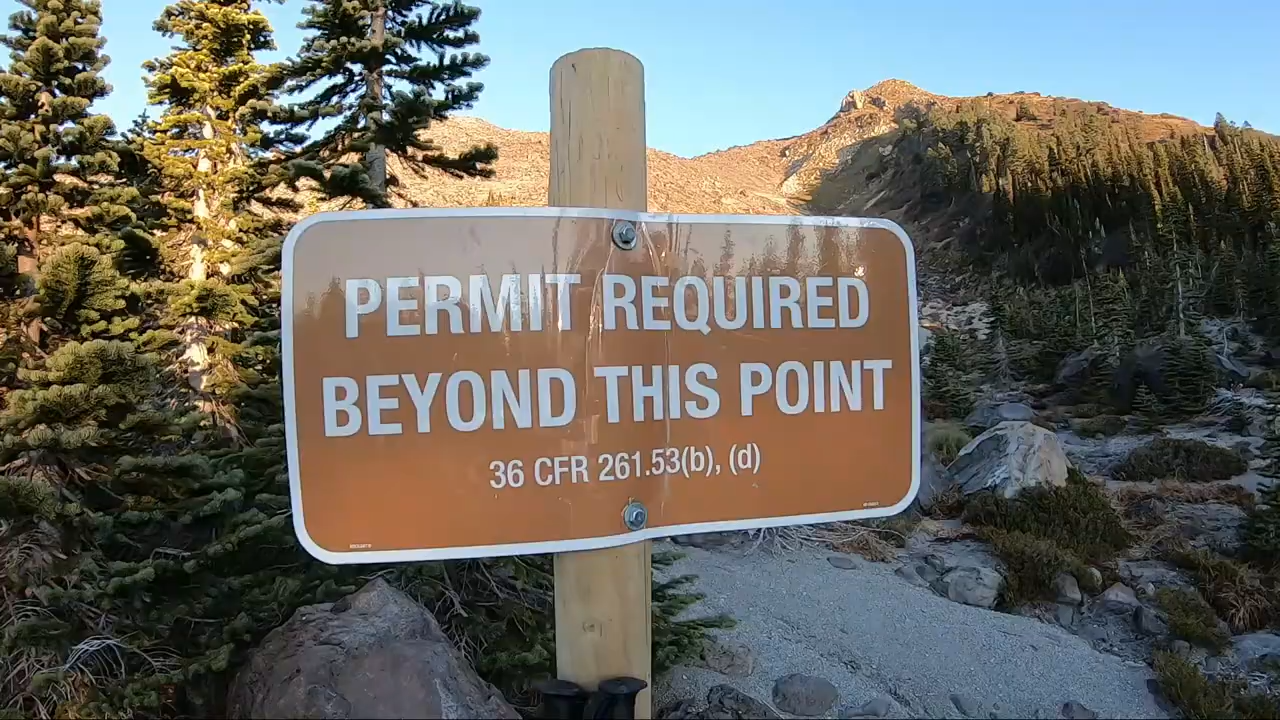 PERMIT REQUIRED
BEYOND THIS POINT
36 CFR 261.53(b), (d)